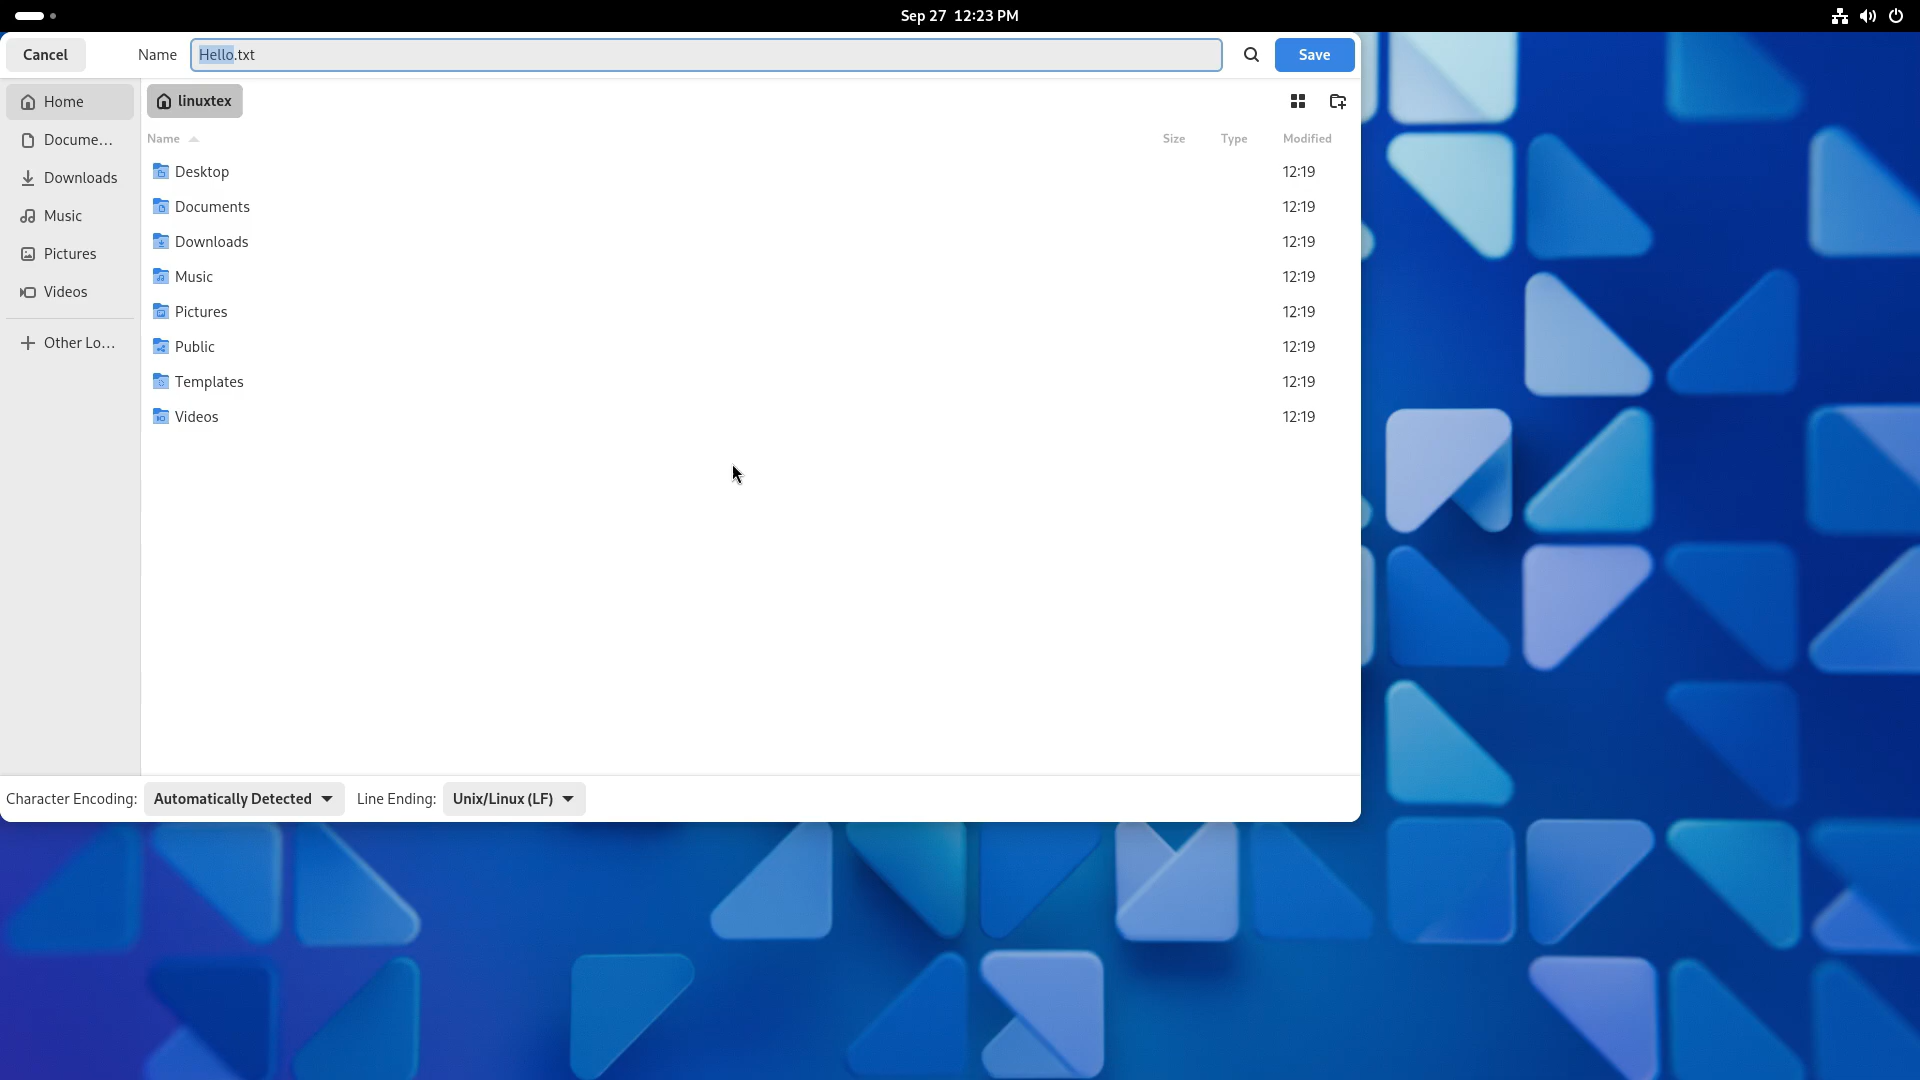 Sep 27 12:23 PM
Cancel Name Hello.txt Save
Home
Docume...
Downloads
Music
Pictures
Videos
Other Lo...
linuxtex
Name Size Type Modified
Desktop 12:19
Documents 12:19
Downloads 12:19
Music 12:19
Pictures 12:19
Public 12:19
Templates 12:19
Videos 12:19
Character Encoding: Automatically Detected Line Ending: Unix/Linux (LF)